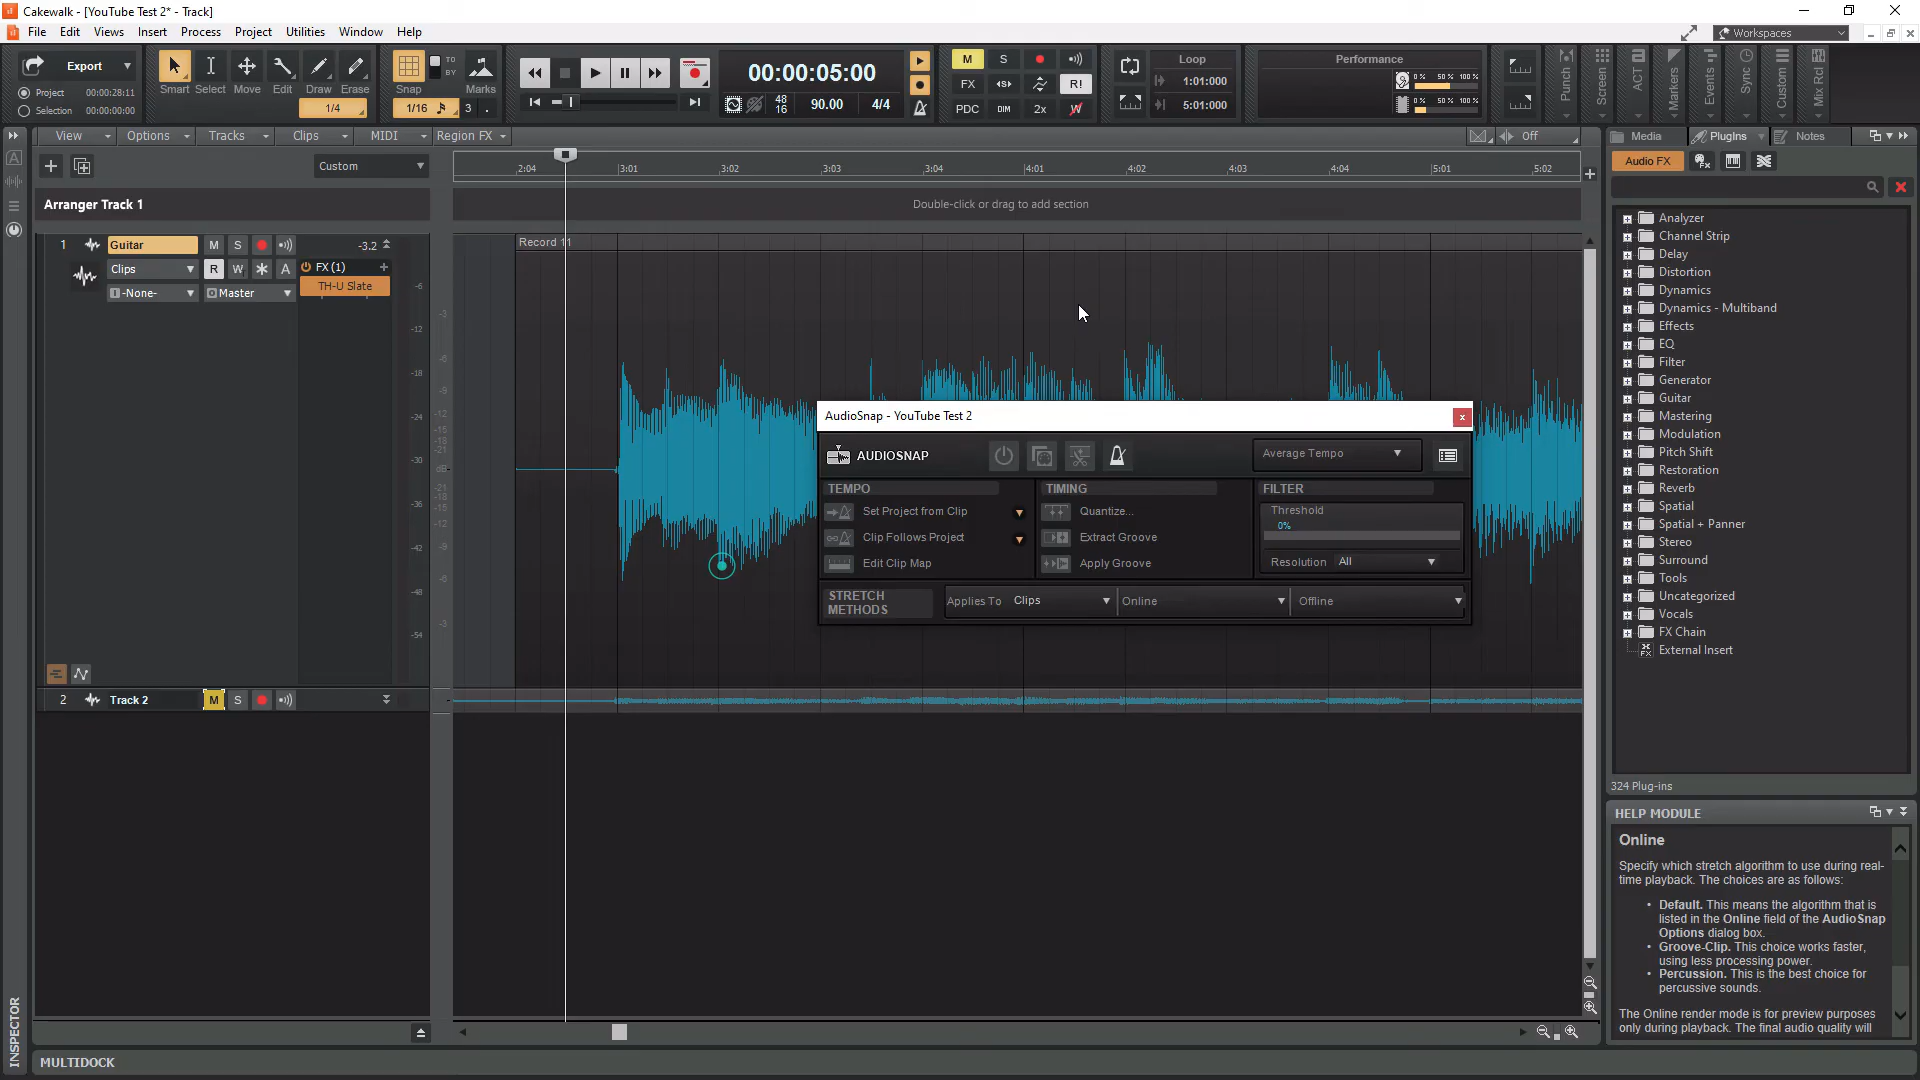 Cakewalk - [YouTube Test 2* - Track]
File Edit Views Insert Process Project Utilities Window Help
Workspaces
Export
Project 00:00:28:11
Selection 00:00:00:00
Smart Select Move Edit Draw Erase
1/4
Snap
TO
BY
Marks
1/16
3
00:00:05:00
48
16
90.00
4/4
M S
FX R!
PDC DIM 2x W
Loop
1:01:000
5:01:000
Performance
0 % 50 % 100 %
0 % 50 % 100 %
Punch Screen ACT Markers Events Sync Custom Mix Rcl
View Options Tracks Clips MIDI Region FX
Off
Media PlugIns Notes
Custom
2:04 3:01 3:02 3:03 3:04 4:01 4:02 4:03 4:04 5:01 5:02
Audio FX
FX
Arranger Track 1
Double-click or drag to add section
1 Guitar M S -3.2
Clips R W A FX (1)
TH-U Slate
-None- Master
Record 11
-6
-12
-18
-24
-30
-36
-42
-48
-54
dB
AudioSnap - YouTube Test 2
AUDIOSNAP
Average Tempo
TEMPO
Set Project from Clip
Clip Follows Project
Edit Clip Map
TIMING
Quantize...
Extract Groove
Apply Groove
FILTER
Threshold
0%
Resolution All
STRETCH
METHODS
Applies To Clips Online Offline
2 Track 2 M S
Analyzer
Channel Strip
Delay
Distortion
Dynamics
Dynamics - Multiband
Effects
EQ
Filter
Generator
Guitar
Mastering
Modulation
Pitch Shift
Restoration
Reverb
Spatial
Spatial + Panner
Stereo
Surround
Tools
Uncategorized
Vocals
FX Chain
External Insert
324 Plug-ins
HELP MODULE
Online
Specify which stretch algorithm to use during real-
time playback. The choices are as follows:
• Default. This means the algorithm that is
listed in the Online field of the AudioSnap
Options dialog box.
• Groove-Clip. This choice works faster,
using less processing power.
• Percussion. This is the best choice for
percussive sounds.
The Online render mode is for preview purposes
only during playback. The final audio quality will
INSPECTOR
MULTIDOCK